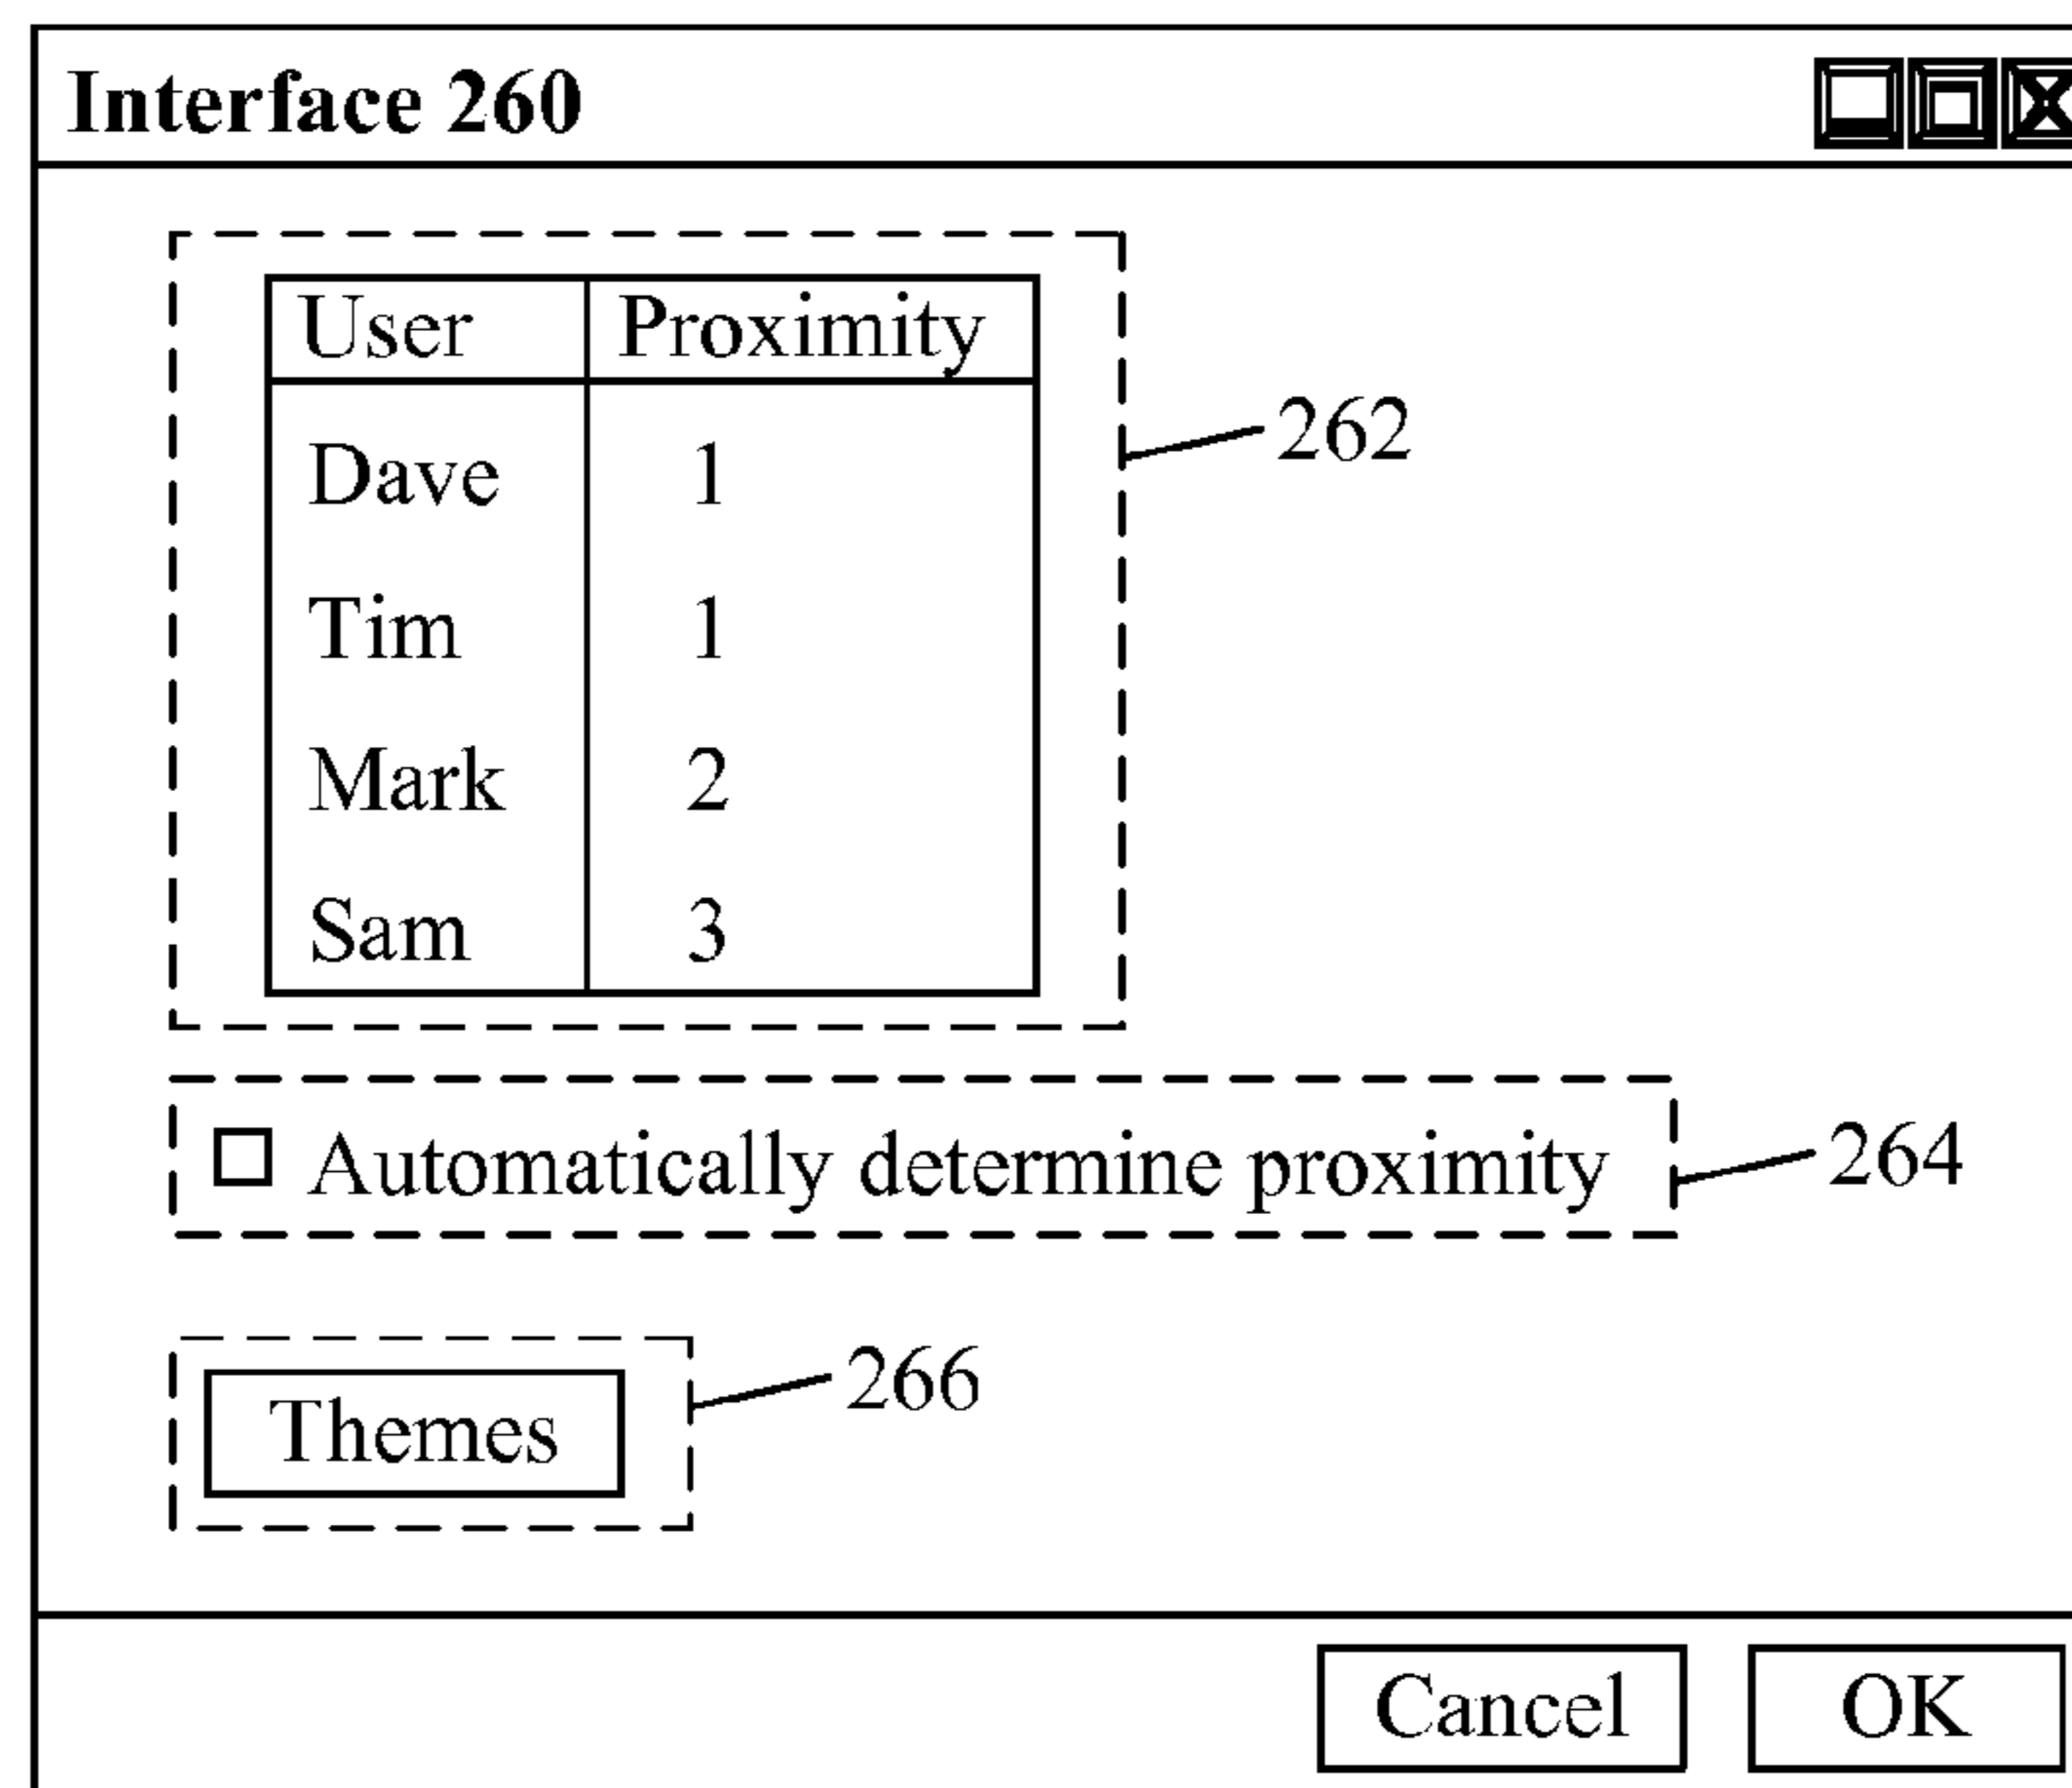 Interface 260
User Proximity
Dave 1
262
Tim 1
Mark 2
Sam 3
Automatically determine proximity
264
Themes
266
Cancel OK